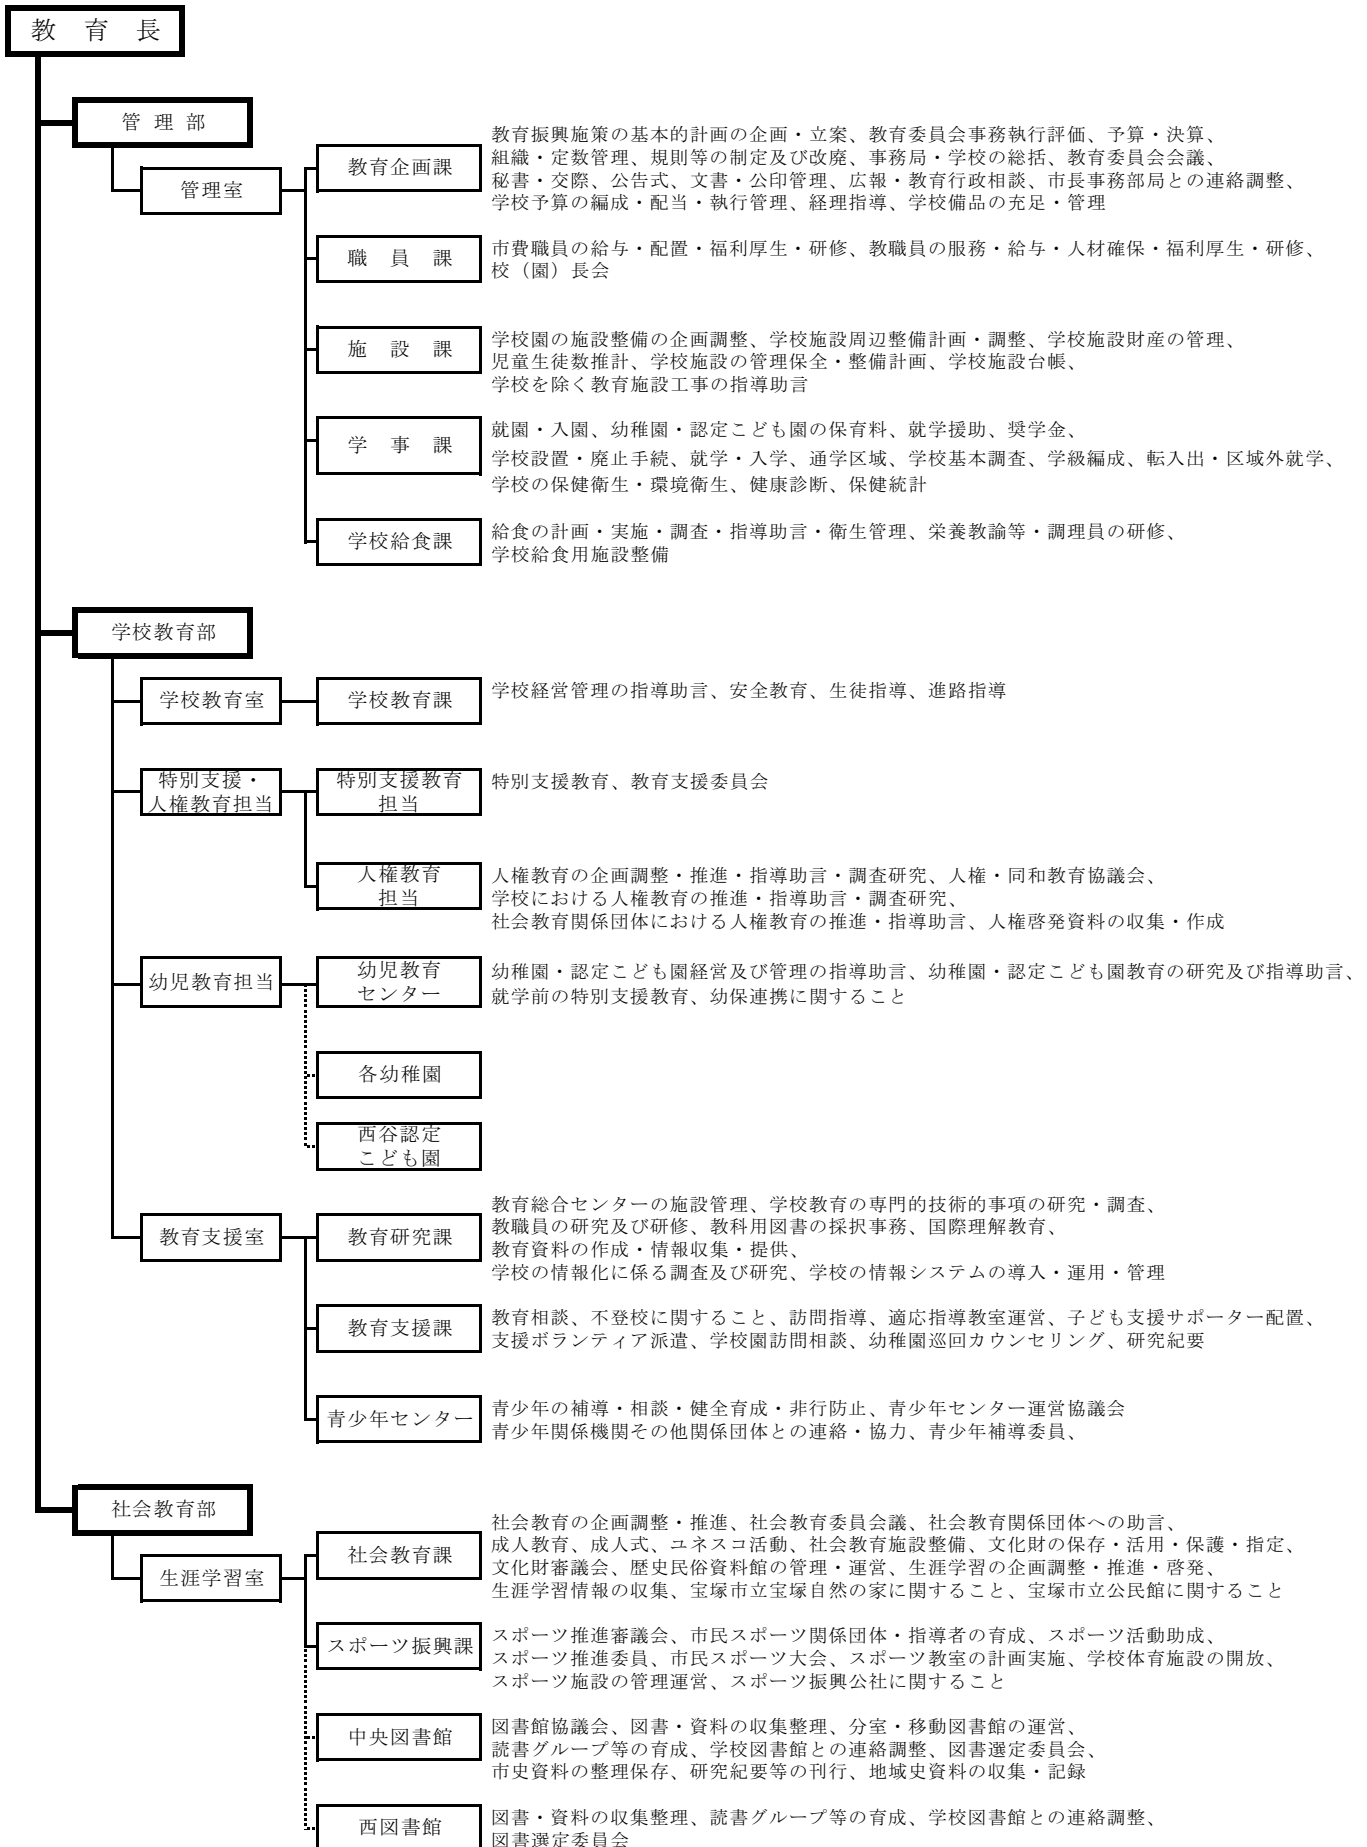 教　育　長
管 理 部
管理室
教育企画課
教育振興施策の基本的計画の企画・立案、教育委員会事務執行評価、予算・決算、
組織・定数管理、規則等の制定及び改廃、事務局・学校の総括、教育委員会会議、
秘書・交際、公告式、文書・公印管理、広報・教育行政相談、市長事務部局との連絡調整、
学校予算の編成・配当・執行管理、経理指導、学校備品の充足・管理
職　員　課
市費職員の給与・配置・福利厚生・研修、教職員の服務・給与・人材確保・福利厚生・研修、
校（園）長会
施　設　課
学校園の施設整備の企画調整、学校施設周辺整備計画・調整、学校施設財産の管理、
児童生徒数推計、学校施設の管理保全・整備計画、学校施設台帳、
学校を除く教育施設工事の指導助言
学　事　課
就園・入園、幼稚園・認定こども園の保育料、就学援助、奨学金、
学校設置・廃止手続、就学・入学、通学区域、学校基本調査、学級編成、転入出・区域外就学、
学校の保健衛生・環境衛生、健康診断、保健統計
学校給食課
給食の計画・実施・調査・指導助言・衛生管理、栄養教諭等・調理員の研修、
学校給食用施設整備
学校教育部
学校教育室
学校教育課
学校経営管理の指導助言、安全教育、生徒指導、進路指導
特別支援・
人権教育担当
特別支援教育
担当
特別支援教育、教育支援委員会
人権教育
担当
人権教育の企画調整・推進・指導助言・調査研究、人権・同和教育協議会、
学校における人権教育の推進・指導助言・調査研究、
社会教育関係団体における人権教育の推進・指導助言、人権啓発資料の収集・作成
幼児教育担当
幼児教育
センター
幼稚園・認定こども園経営及び管理の指導助言、幼稚園・認定こども園教育の研究及び指導助言、
就学前の特別支援教育、幼保連携に関すること
各幼稚園
西谷認定
こども園
教育支援室
教育研究課
教育総合センターの施設管理、学校教育の専門的技術的事項の研究・調査、
教職員の研究及び研修、教科用図書の採択事務、国際理解教育、
教育資料の作成・情報収集・提供、
学校の情報化に係る調査及び研究、学校の情報システムの導入・運用・管理
教育支援課
教育相談、不登校に関すること、訪問指導、適応指導教室運営、子ども支援サポーター配置、
支援ボランティア派遣、学校園訪問相談、幼稚園巡回カウンセリング、研究紀要
青少年センター
青少年の補導・相談・健全育成・非行防止、青少年センター運営協議会
青少年関係機関その他関係団体との連絡・協力、青少年補導委員、
社会教育部
生涯学習室
社会教育課
社会教育の企画調整・推進、社会教育委員会議、社会教育関係団体への助言、
成人教育、成人式、ユネスコ活動、社会教育施設整備、文化財の保存・活用・保護・指定、
文化財審議会、歴史民俗資料館の管理・運営、生涯学習の企画調整・推進・啓発、
生涯学習情報の収集、宝塚市立宝塚自然の家に関すること、宝塚市立公民館に関すること
スポーツ振興課
スポーツ推進審議会、市民スポーツ関係団体・指導者の育成、スポーツ活動助成、
スポーツ推進委員、市民スポーツ大会、スポーツ教室の計画実施、学校体育施設の開放、
スポーツ施設の管理運営、スポーツ振興公社に関すること
中央図書館
図書館協議会、図書・資料の収集整理、分室・移動図書館の運営、
読書グループ等の育成、学校図書館との連絡調整、図書選定委員会、
市史資料の整理保存、研究紀要等の刊行、地域史資料の収集・記録
西図書館
図書・資料の収集整理、読書グループ等の育成、学校図書館との連絡調整、
図書選定委員会